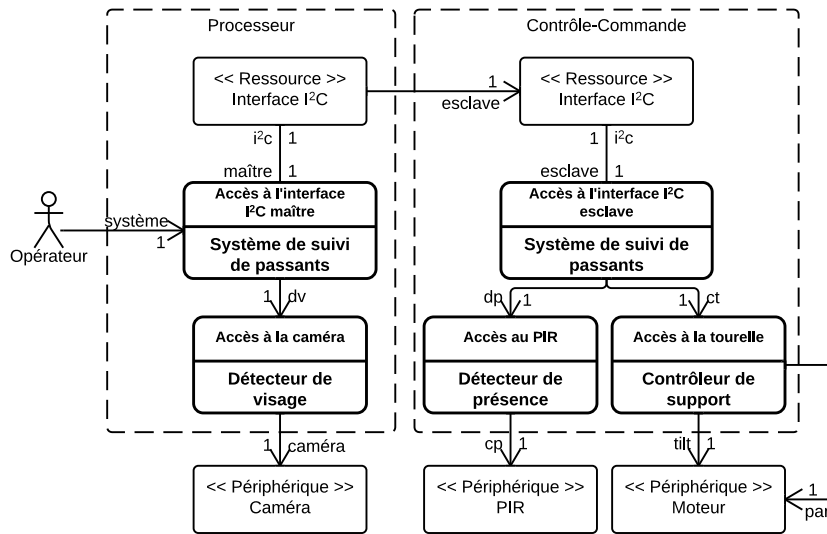 Processeur
Contrôle-Commande
<< Ressource >>
Interface I²C
1
esclave
<< Ressource >>
Interface I²C
i²c
1
1
i²c
maître
1
esclave
1
Accès à l'interface
I²C maître
Système de suivi
de passants
Accès à l'interface I²C
esclave
Système de suivi de
passants
système
1
Opérateur
1
dv
dp
1
1
ct
Accès à la caméra
Détecteur de
visage
Accès au PIR
Détecteur de
présence
Accès à la tourelle
Contrôleur de
support
1
caméra
cp
1
tilt
1
<< Périphérique >>
Caméra
<< Périphérique >>
PIR
<< Périphérique >>
Moteur
1
pan